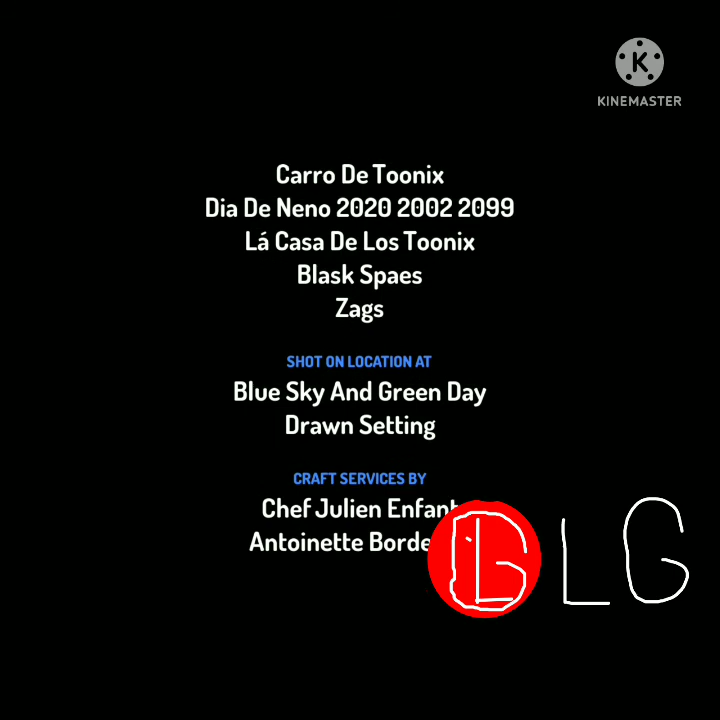 KINEMASTER
Carro De Toonix
Dia De Neno 2020 2002 2099
Lá Casa De Los Toonix
Blask Spaes
Zags
SHOT ON LOCATION AT
Blue Sky And Green Day
Drawn Setting
CRAFT SERVICES BY
Chef Julien Enfant
Antoinette
LG